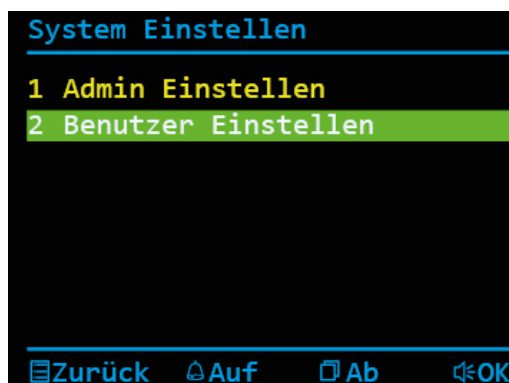 System Einstellen
1 Admin Einstellen
2 Benutzer Einstellen
Zurück Auf Ab OK